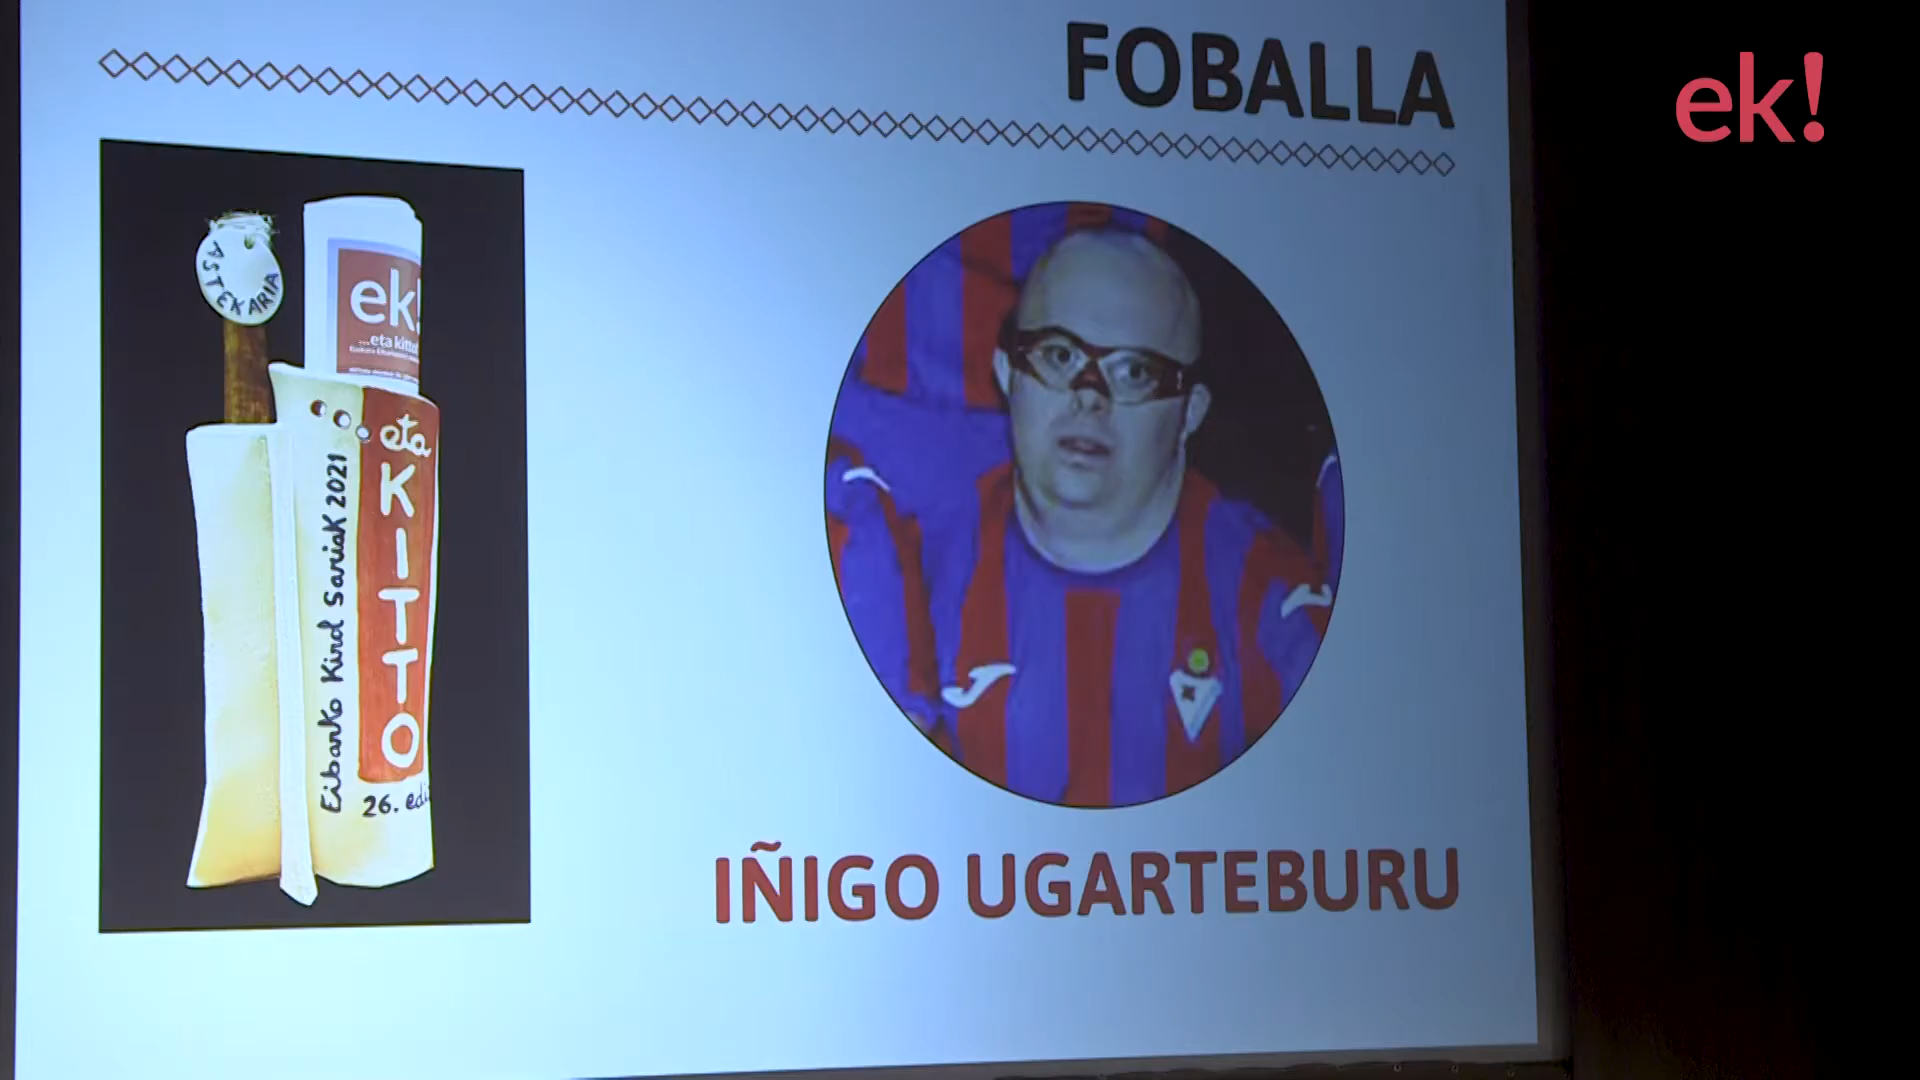 FOBALLA
ek!
ASTEKARIA
ek!
...eta kitto!
... eta
KITTO
Eibarko Kirol Sariak 2021
26. edi
IÑIGO UGARTEBURU